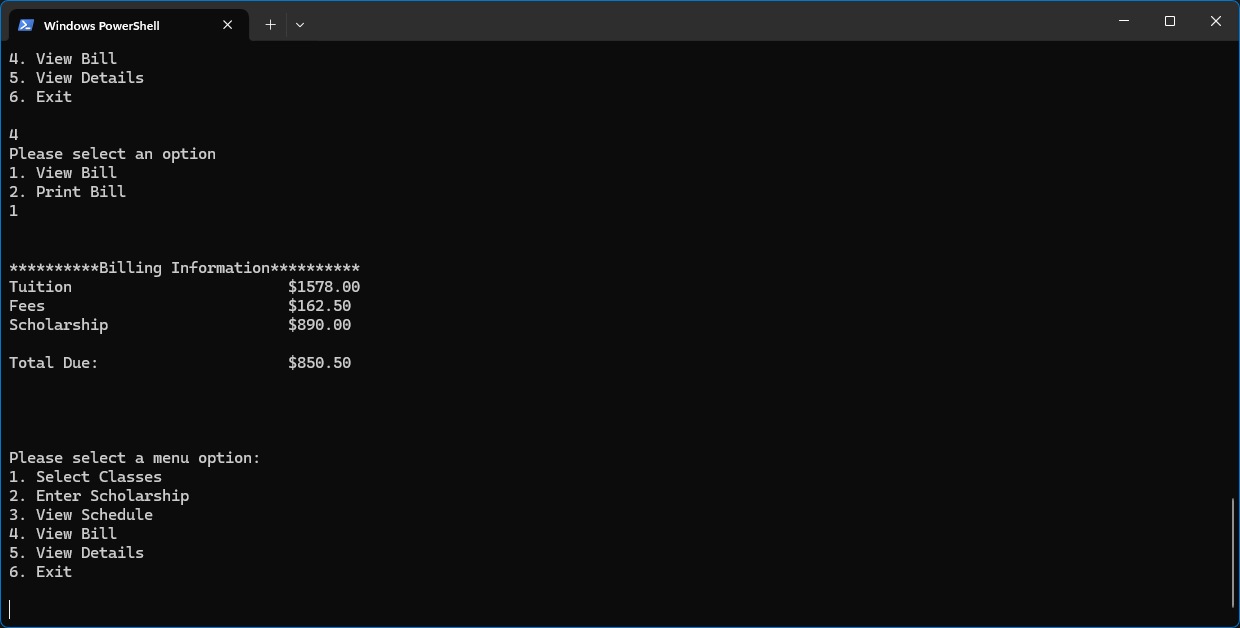 Windows PowerShell
4. View Bill
5. View Details
6. Exit
4
Please select an option
1. View Bill
2. Print Bill
1
**********Billing Information**********
Tuition                        $1578.00
Fees                           $162.50
Scholarship                    $890.00
Total Due:                     $850.50
Please select a menu option:
1. Select Classes
2. Enter Scholarship
3. View Schedule
4. View Bill
5. View Details
6. Exit